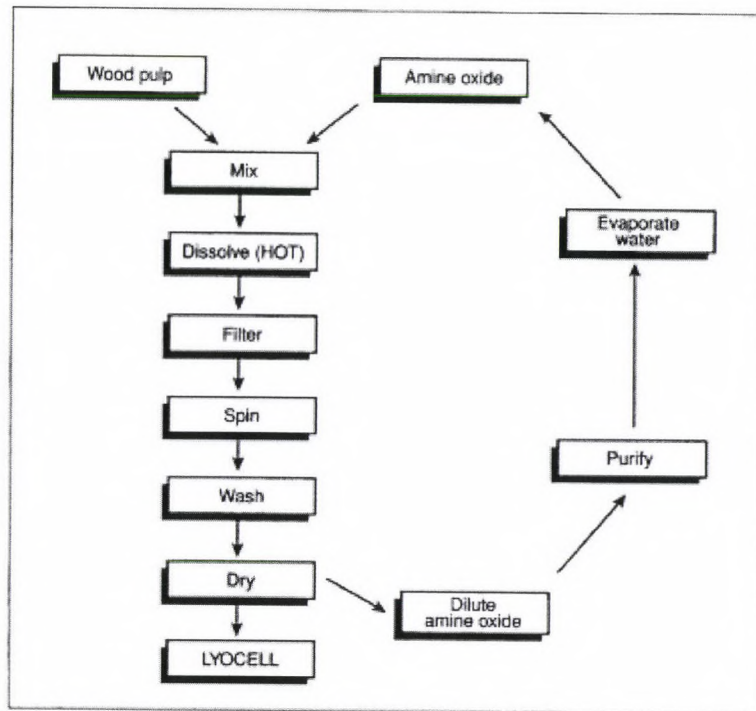 Wood pulp
Amine oxide
Mix
Dissolve (HOT)
Filter
Spin
Wash
Dry
LYOCELL
Dilute
amine oxide
Purify
Evaporate
water